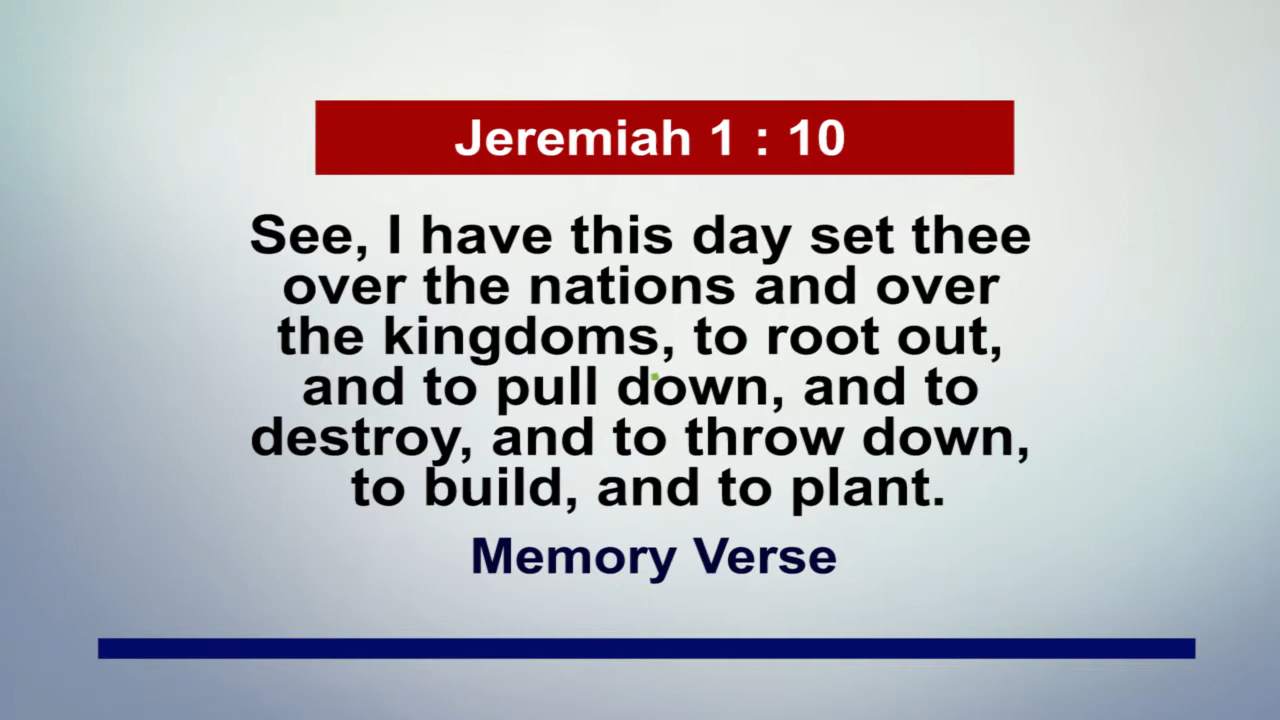 Jeremiah 1 : 10
See, I have this day set thee
over the nations and over
the kingdoms, to root out,
and to pull down, and to
destroy, and to throw down,
to build, and to plant.
Memory Verse